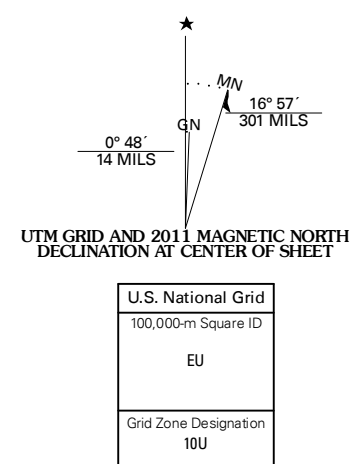 MN
GN
16° 57´
301 MILS
0° 48´
14 MILS
UTM GRID AND 2011 MAGNETIC NORTH
DECLINATION AT CENTER OF SHEET
U.S. National Grid
100,000-m Square ID
EU
Grid Zone Designation
10U